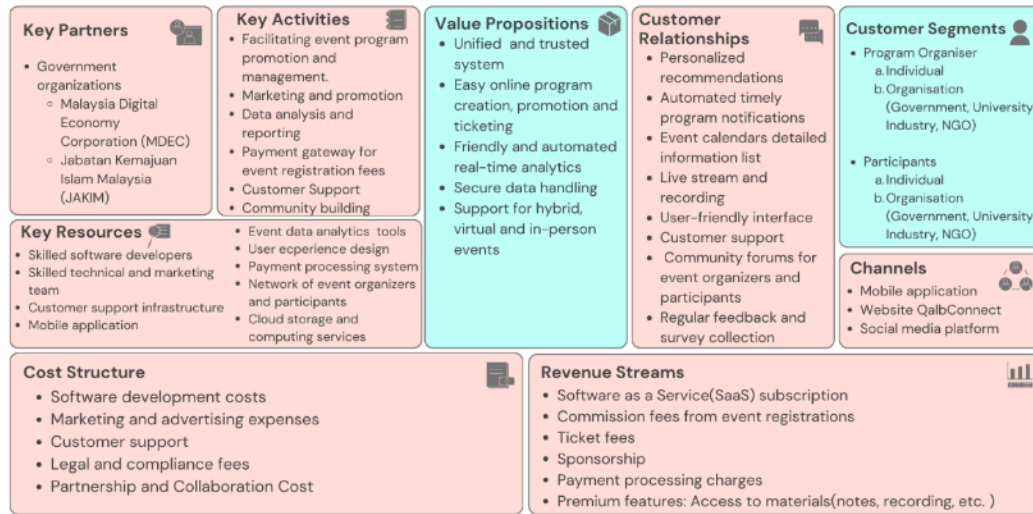 Key Partners
Government
organizations
Malaysia Digital
Economy
Corporation (MDEC)
Jabatan Kemajuan
Islam Malaysia
(JAKIM)
Key Activities
Facilitating event program
promotion and
management.
Marketing and promotion
Data analysis and
reporting
Payment gateway for
event registration fees
Customer Support
Community building
Key Resources
Skilled software developers
Skilled technical and marketing
team
Customer support infrastructure
Mobile application
Event data analytics tools
User ecperience design
Payment processing system
Network of event organizers
and participants
Cloud storage and
computing services
Value Propositions
Unified and trusted
system
Easy online program
creation, promotion and
ticketing
Friendly and automated
real-time analytics
Secure data handling
Support for hybrid,
virtual and in-person
events
Customer
Relationships
Personalized
recommendations
Automated timely
program notifications
Event calendars detailed
information list
Live stream and
recording
User-friendly interface
Customer support
Community forums for
event organizers and
participants
Regular feedback and
survey collection
Customer Segments
Program Organiser
a. Individual
b. Organisation
(Government, University
Industry, NGO)
Participants
a. Individual
b. Organisation
(Government, University
Industry, NGO)
Channels
Mobile application
Website QalbConnect
Social media platform
Cost Structure
Software development costs
Marketing and advertising expenses
Customer support
Legal and compliance fees
Partnership and Collaboration Cost
Revenue Streams
Software as a Service(SaaS) subscription
Commission fees from event registrations
Ticket fees
Sponsorship
Payment processing charges
Premium features: Access to materials(notes, recording, etc. )